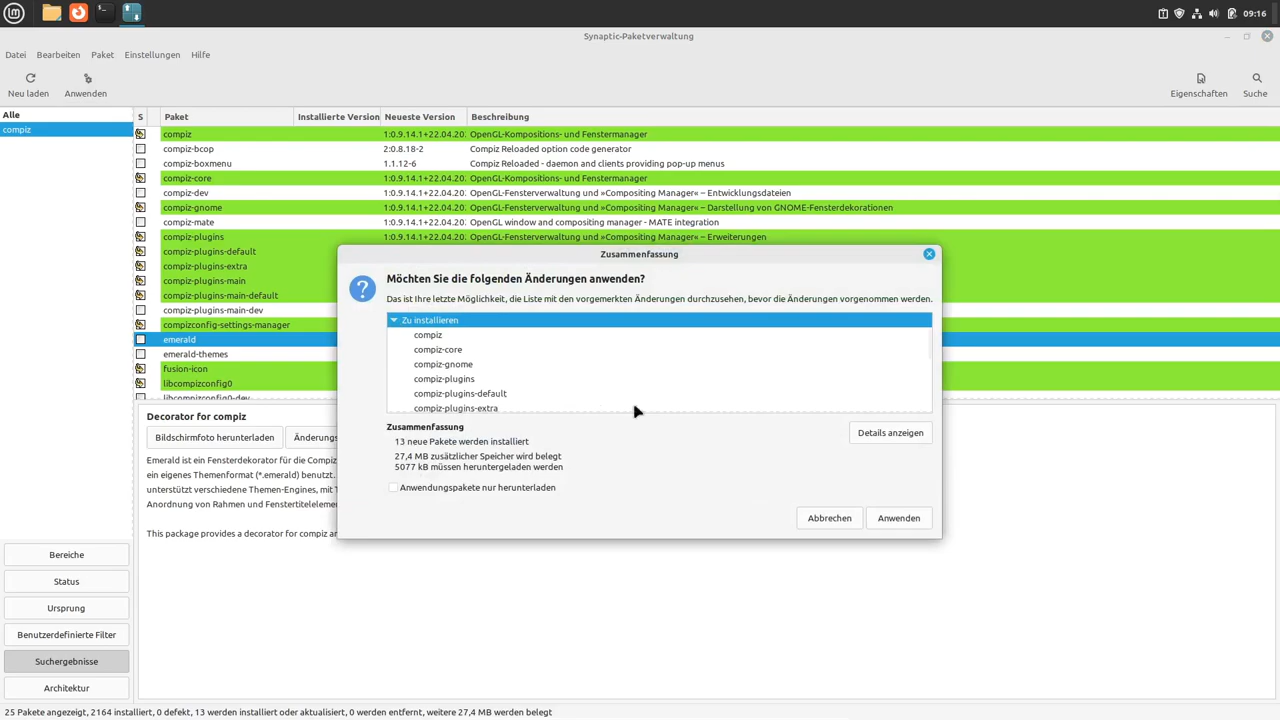 09:16
Synaptic-Paketverwaltung
Datei Bearbeiten Paket Einstellungen Hilfe
Neu laden Anwenden Eigenschaften Suche
Alle
compiz
S Paket Installierte Version Neueste Version Beschreibung
compiz 1:0.9.14.1+22.04.20: OpenGL-Kompositions- und Fenstermanager
compiz-bcop 2:0.8.18-2 Compiz Reloaded option code generator
compiz-boxmenu 1.1.12-6 Compiz Reloaded - daemon and clients providing pop-up menus
compiz-core 1:0.9.14.1+22.04.20: OpenGL-Kompositions- und Fenstermanager
compiz-dev 1:0.9.14.1+22.04.20: OpenGL-Fensterverwaltung und »Compositing Manager« – Entwicklungsdateien
compiz-gnome 1:0.9.14.1+22.04.20: OpenGL-Fensterverwaltung und »Compositing Manager« – Darstellung von GNOME-Fensterdekorationen
compiz-mate 1:0.9.14.1+22.04.20: OpenGL window and compositing manager - MATE integration
compiz-plugins 1:0.9.14.1+22.04.20: OpenGL-Fensterverwaltung und »Compositing Manager« – Erweiterungen
compiz-plugins-default
compiz-plugins-extra
compiz-plugins-main
compiz-plugins-main-default
compiz-plugins-main-dev
compizconfig-settings-manager
emerald
emerald-themes
fusion-icon
libcompizconfig0
libcompizconfig0-dev
Zusammenfassung
Möchten Sie die folgenden Änderungen anwenden?
Das ist Ihre letzte Möglichkeit, die Liste mit den vorgemerkten Änderungen durchzusehen, bevor die Änderungen vorgenommen werden.
Zu installieren
compiz
compiz-core
compiz-gnome
compiz-plugins
compiz-plugins-default
compiz-plugins-extra
Zusammenfassung
13 neue Pakete werden installiert
27,4 MB zusätzlicher Speicher wird belegt
5077 kB müssen heruntergeladen werden
Details anzeigen
Anwendungspakete nur herunterladen
Abbrechen Anwenden
Decorator for compiz
Bildschirmfoto herunterladen Änderungs
Emerald ist ein Fensterdekorator für die Compiz
ein eigenes Themenformat (*.emerald) benutzt.
unterstützt verschiedene Themen-Engines, mit
Anordnung von Rahmen und Fenstertitelelemen
This package provides a decorator for compiz
Bereiche
Status
Ursprung
Benutzerdefinierte Filter
Suchergebnisse
Architektur
25 Pakete angezeigt, 2164 installiert, 0 defekt, 13 werden installiert oder aktualisiert, 0 werden entfernt, weitere 27,4 MB werden belegt